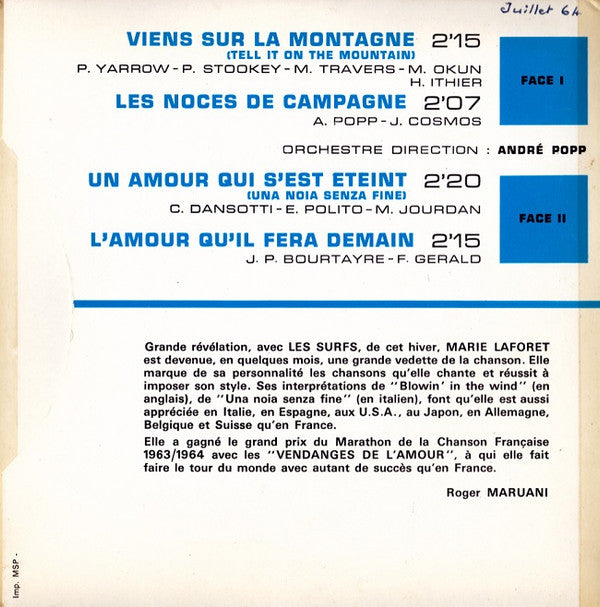 Juillet 64
VIENS SUR LA MONTAGNE 2'15
(TELL IT ON THE MOUNTAIN)
P. YARROW-P. STOOKEY-M. TRAVERS-M. OKUN
H. ITHIER
FACE I
LES NOCES DE CAMPAGNE 2'07
A. POPP-J. COSMOS
ORCHESTRE DIRECTION : ANDRÉ POPP
UN AMOUR QUI S'EST ETEINT 2'20
(UNA NOIA SENZA FINE)
C. DANSOTTI-E. POLITO-M. JOURDAN
FACE II
L'AMOUR QU'IL FERA DEMAIN 2'15
J. P. BOURTAYRE-F. GERALD
Grande révélation, avec LES SURFS, de cet hiver, MARIE LAFORET
est devenue, en quelques mois, une grande vedette de la chanson. Elle
marque de sa personnalité les chansons qu'elle chante et réussit à
imposer son style. Ses interprétations de "Blowin' in the wind" (en
anglais), de "Una noia senza fine" (en italien), font qu'elle est aussi
appréciée en Italie, en Espagne, aux U.S.A., au Japon, en Allemagne,
Belgique et Suisse qu'en France.
Elle a gagné le grand prix du Marathon de la Chanson Française
1963/1964 avec les "VENDANGES DE L'AMOUR", à qui elle fait
faire le tour du monde avec autant de succès qu'en France.
Roger MARUANI
Imp. MSP -